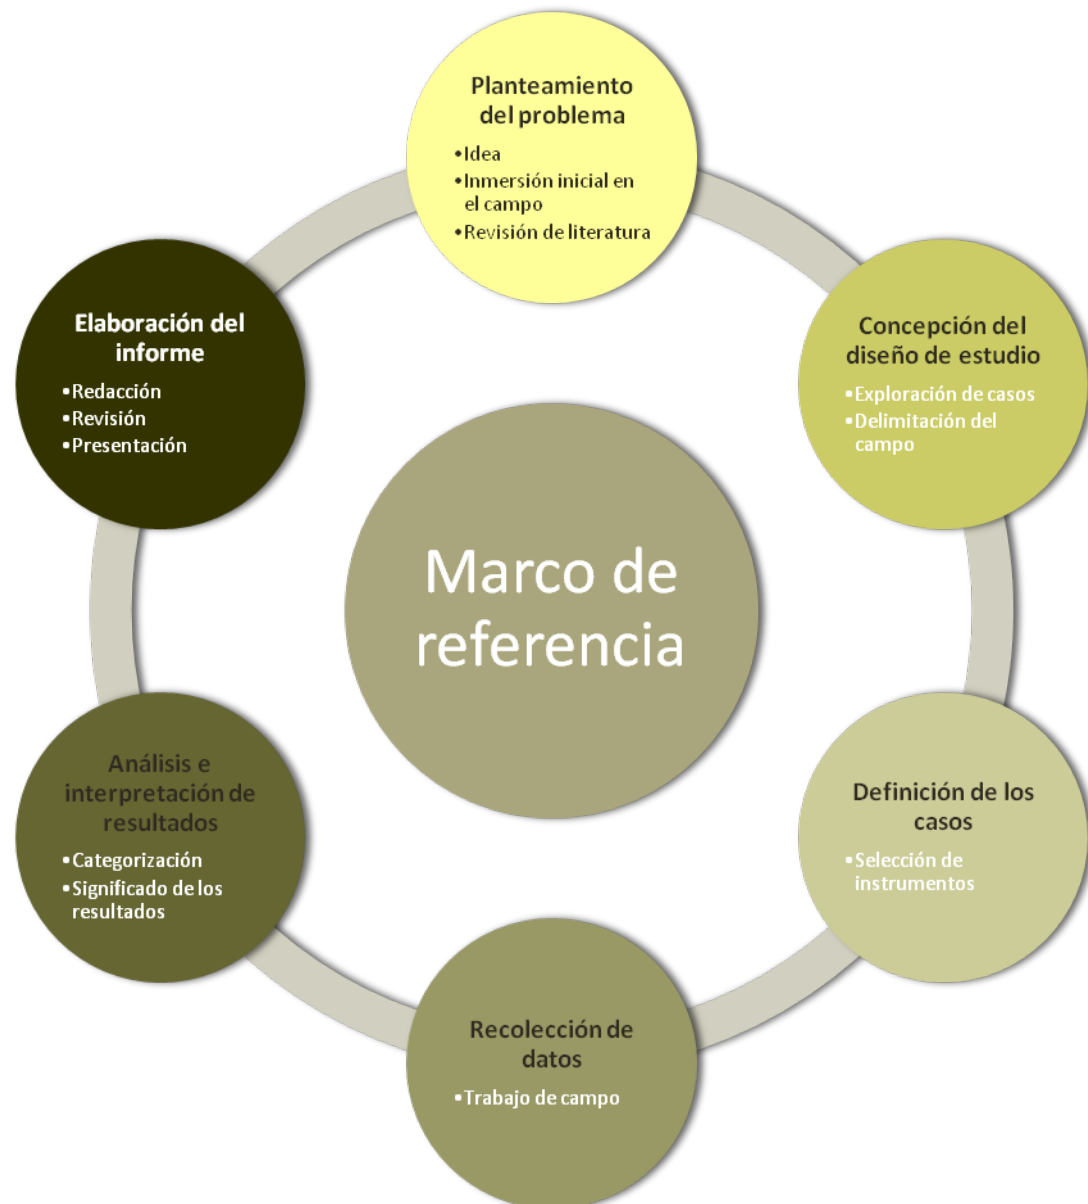 Planteamiento
del problema
•Idea
•Inmersión inicial en
el campo
•Revisión de literatura
Concepción del
diseño de estudio
•Exploración de casos
•Delimitación del
campo
Definición de los
casos
•Selección de
instrumentos
Recolección de
datos
•Trabajo de campo
Análisis e
interpretación de
resultados
•Categorización
•Significado de los
resultados
Elaboración del
informe
•Redacción
•Revisión
•Presentación
Marco de
referencia